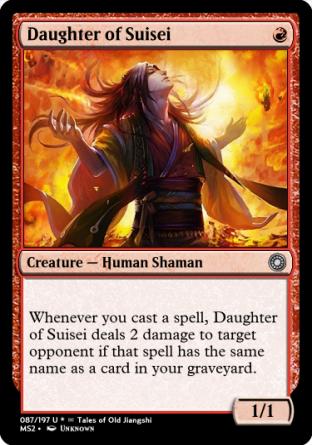 Daughter of Suisei
Creature — Human Shaman
Whenever you cast a spell, Daughter
of Suisei deals 2 damage to target
opponent if that spell has the same
name as a card in your graveyard.
1/1
087/197 U * ∞ Tales of Old Jiangshi
MS2 • Unknown